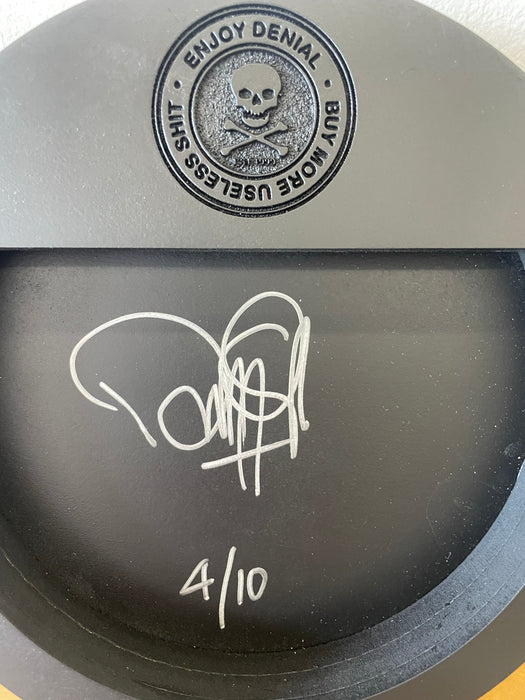 • ENJOY DENIAL •
BUY MORE USELESS SHIT
4/10